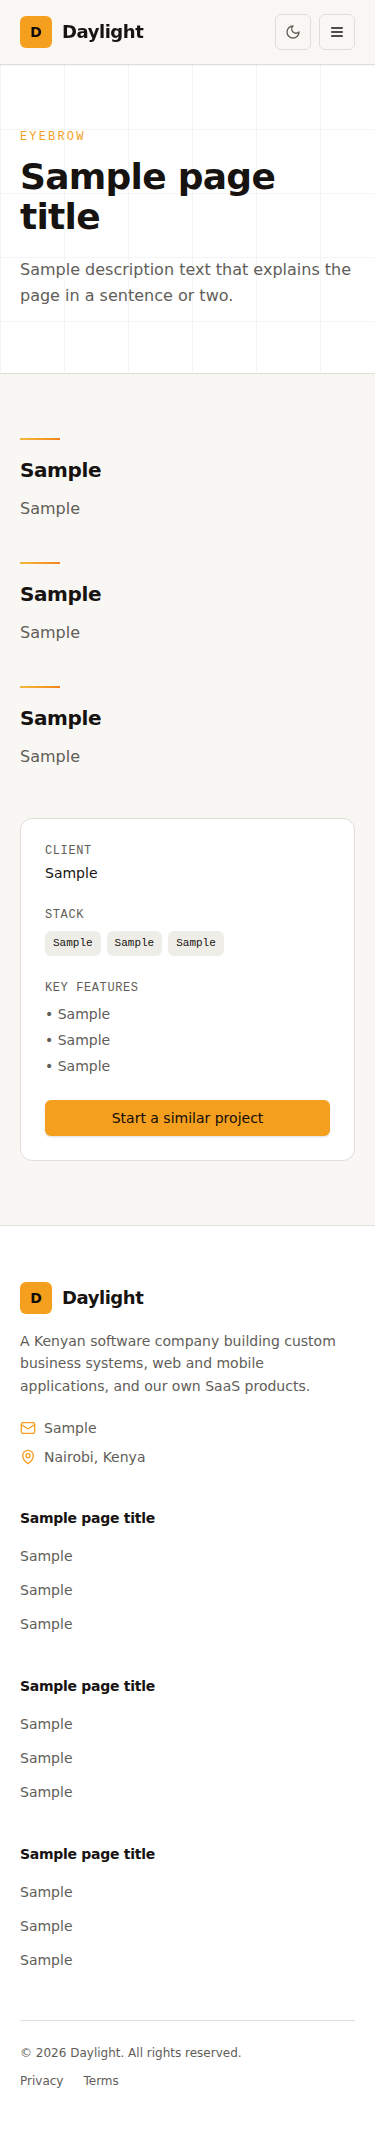 D Daylight
EYEBROW
Sample page
title
Sample description text that explains the
page in a sentence or two.
Sample
Sample
Sample
Sample
Sample
Sample
CLIENT
Sample
STACK
Sample Sample Sample
KEY FEATURES
• Sample
• Sample
• Sample
Start a similar project
D Daylight
A Kenyan software company building custom
business systems, web and mobile
applications, and our own SaaS products.
Sample
Nairobi, Kenya
Sample page title
Sample
Sample
Sample
Sample page title
Sample
Sample
Sample
Sample page title
Sample
Sample
Sample
© 2026 Daylight. All rights reserved.
Privacy Terms